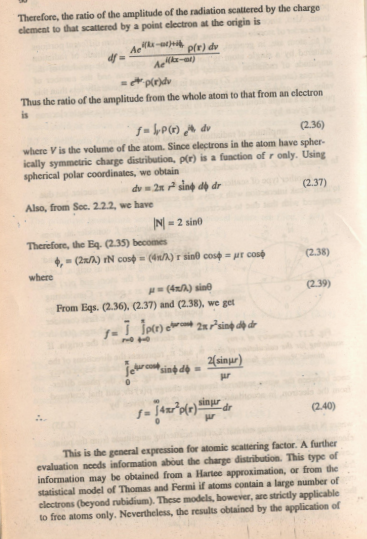 Therefore, the ratio of the amplitude of the radiation scattered by the charge
element to that scattered by a point electron at the origin is
df = Ae^{i(kx-ωt)+iϕ_r} ρ(r) dv / Ae^{i(kx-ωt)}
= e^{iϕ_r} ρ(r)dv
Thus the ratio of the amplitude from the whole atom to that from an electron
is
f = ∫_V ρ(r) e^{iϕ_r} dv (2.36)
where V is the volume of the atom. Since electrons in the atom have spher-
ically symmetric charge distribution, ρ(r) is a function of r only. Using
spherical polar coordinates, we obtain
dv = 2π r² sinϕ dϕ dr (2.37)
Also, from Sec. 2.2.2, we have
|N| = 2 sinθ
Therefore, the Eq. (2.35) becomes
ϕ_r = (2π/λ) rN cosϕ = (4π/λ) r sinθ cosϕ = μr cosϕ (2.38)
where
μ = (4π/λ) sinθ (2.39)
From Eqs. (2.36), (2.37) and (2.38), we get
f = ∫_{r=0}^{∞} ∫_{ϕ=0}^{π} ρ(r) e^{iμr cosϕ} 2π r² sinϕ dϕ dr
∫_0^π e^{iμr cosϕ} sinϕ dϕ = 2(sinμr) / μr
∴ f = ∫_0^∞ 4πr²ρ(r) sinμr / μr dr (2.40)
This is the general expression for atomic scattering factor. A further
evaluation needs information about the charge distribution. This type of
information may be obtained from a Hartee approximation, or from the
statistical model of Thomas and Fermi if atoms contain a large number of
electrons (beyond rubidium). These models, however, are strictly applicable
to free atoms only. Nevertheless, the results obtained by the application of